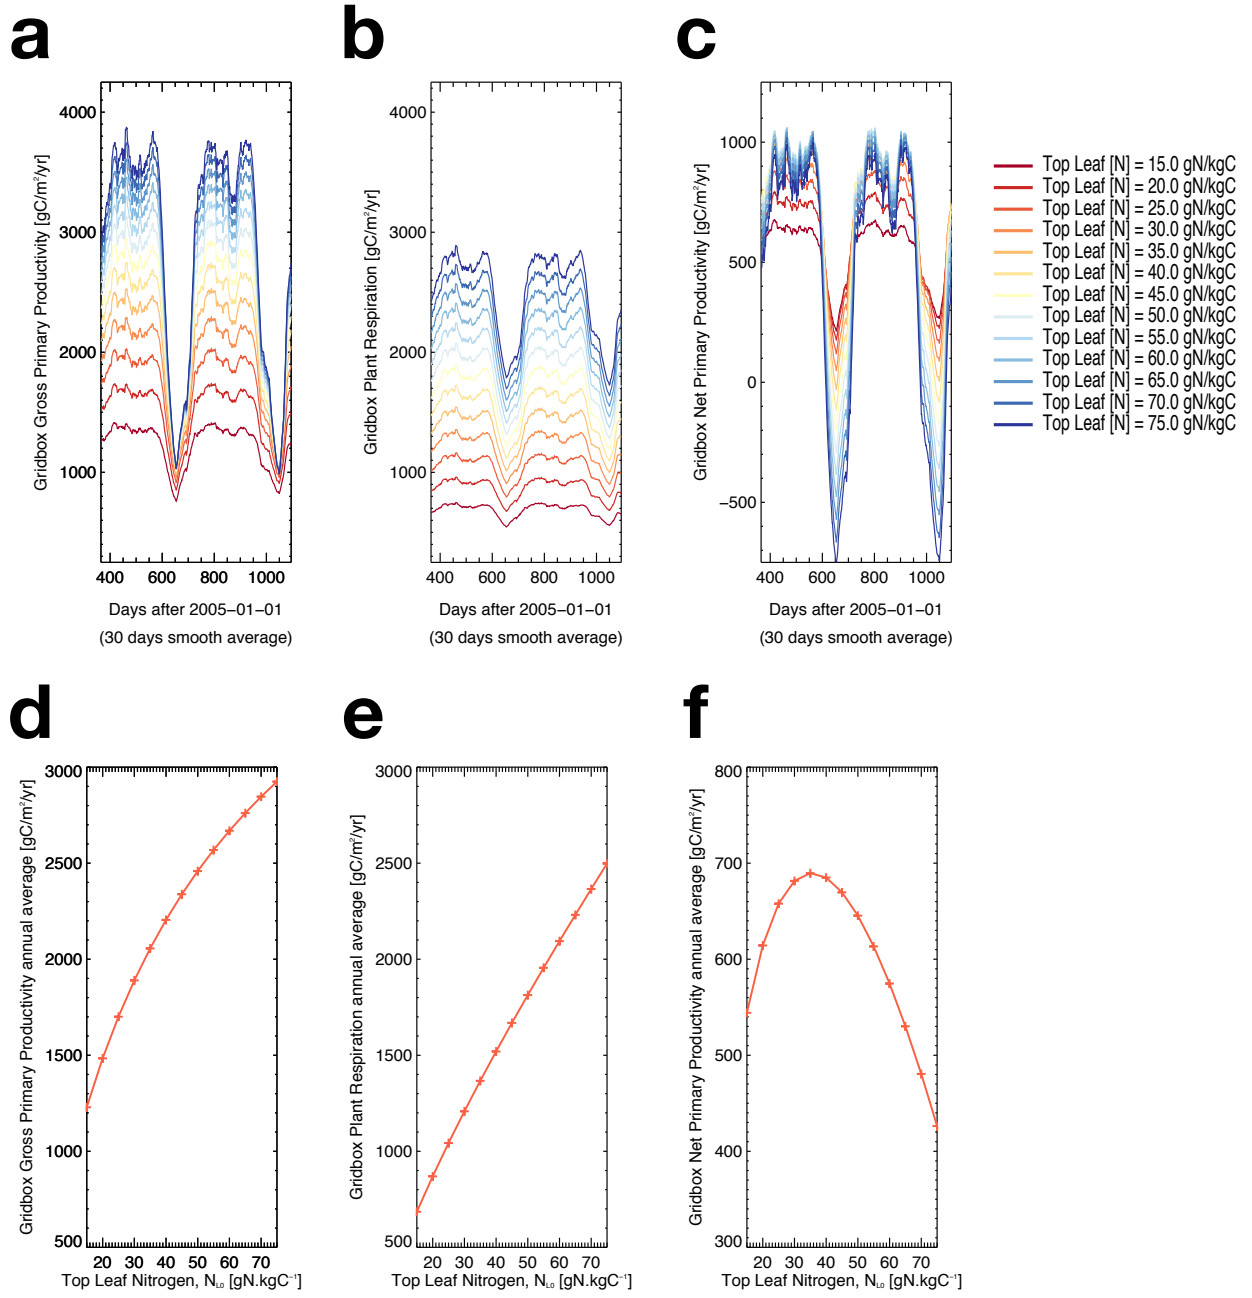 a
b
c
Gridbox Gross Primary Productivity [gC/m²/yr]
4000
3000
2000
1000
400
600
800
1000
Days after 2005−01−01
(30 days smooth average)
Gridbox Plant Respiration [gC/m²/yr]
4000
3000
2000
1000
400
600
800
1000
Days after 2005−01−01
(30 days smooth average)
Gridbox Net Primary Productivity [gC/m²/yr]
1000
500
0
−500
400
600
800
1000
Days after 2005−01−01
(30 days smooth average)
Top Leaf [N] = 15.0 gN/kgC
Top Leaf [N] = 20.0 gN/kgC
Top Leaf [N] = 25.0 gN/kgC
Top Leaf [N] = 30.0 gN/kgC
Top Leaf [N] = 35.0 gN/kgC
Top Leaf [N] = 40.0 gN/kgC
Top Leaf [N] = 45.0 gN/kgC
Top Leaf [N] = 50.0 gN/kgC
Top Leaf [N] = 55.0 gN/kgC
Top Leaf [N] = 60.0 gN/kgC
Top Leaf [N] = 65.0 gN/kgC
Top Leaf [N] = 70.0 gN/kgC
Top Leaf [N] = 75.0 gN/kgC
d
e
f
Gridbox Gross Primary Productivity annual average [gC/m²/yr]
3000
2500
2000
1500
1000
500
20
30
40
50
60
70
Top Leaf Nitrogen, N_L0 [gN.kgC⁻¹]
Gridbox Plant Respiration annual average [gC/m²/yr]
3000
2500
2000
1500
1000
500
20
30
40
50
60
70
Top Leaf Nitrogen, N_L0 [gN.kgC⁻¹]
Gridbox Net Primary Productivity annual average [gC/m²/yr]
800
700
600
500
400
300
20
30
40
50
60
70
Top Leaf Nitrogen, N_L0 [gN.kgC⁻¹]